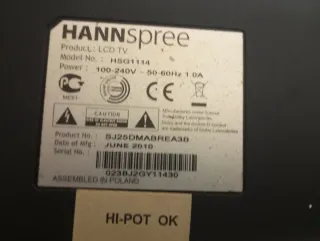 HANNspree
Product : LCD TV
Model No. : HSG1114
Power : 100-240V~50-60Hz 1.0A
CAUTION
Product No. : SJ25DMABREA3B
Date of Mfg : JUNE 2010
Serial No. :
023BJ2GY11430
ASSEMBLED IN POLAND
HI-POT OK